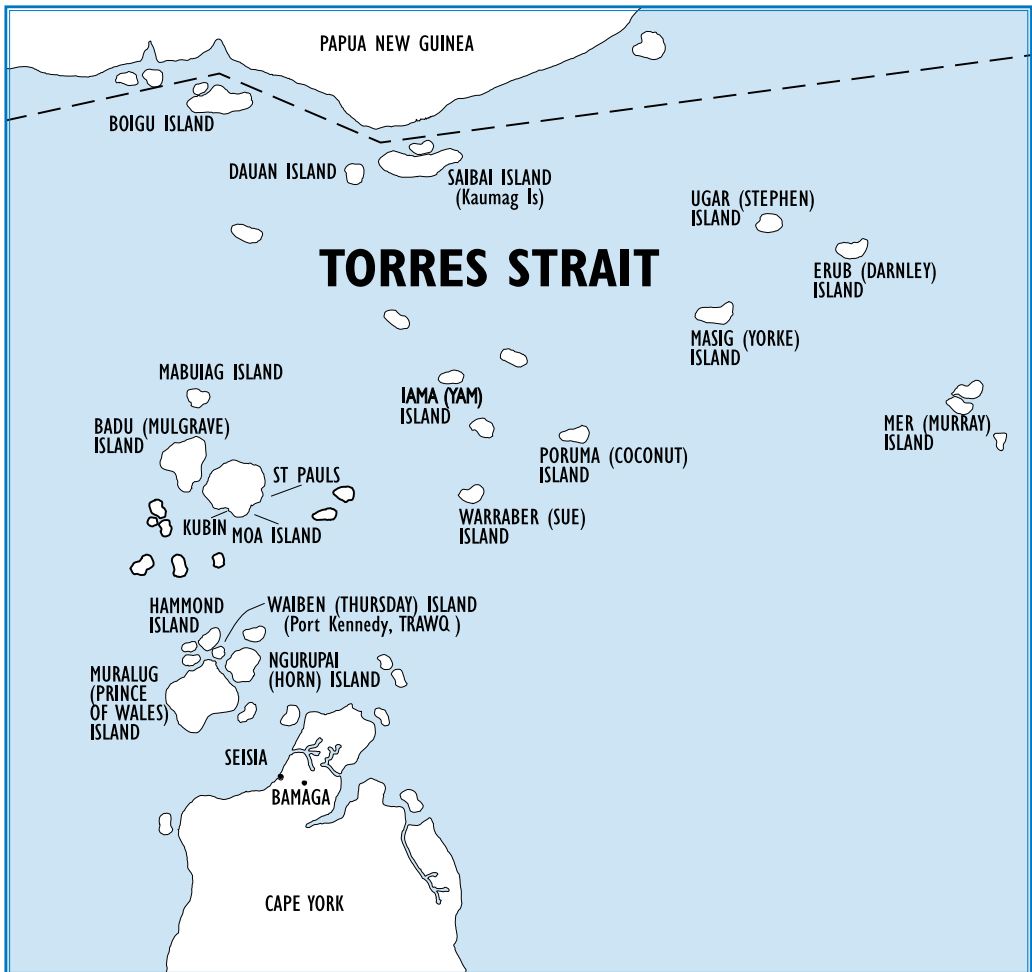 PAPUA NEW GUINEA
BOIGU ISLAND
DAUAN ISLAND
SAIBAI ISLAND
(Kaumag Is)
UGAR (STEPHEN)
ISLAND
TORRES STRAIT
ERUB (DARNLEY)
ISLAND
MASIG (YORKE)
ISLAND
MABUIAG ISLAND
IAMA (YAM)
ISLAND
BADU (MULGRAVE)
ISLAND
MER (MURRAY)
ISLAND
PORUMA (COCONUT)
ISLAND
ST PAULS
WARRABER (SUE)
ISLAND
KUBIN
MOA ISLAND
HAMMOND
ISLAND
WAIBEN (THURSDAY) ISLAND
(Port Kennedy, TRAWQ )
NGURUPAI
(HORN) ISLAND
MURALUG
(PRINCE
OF WALES)
ISLAND
SEISIA
BAMAGA
CAPE YORK